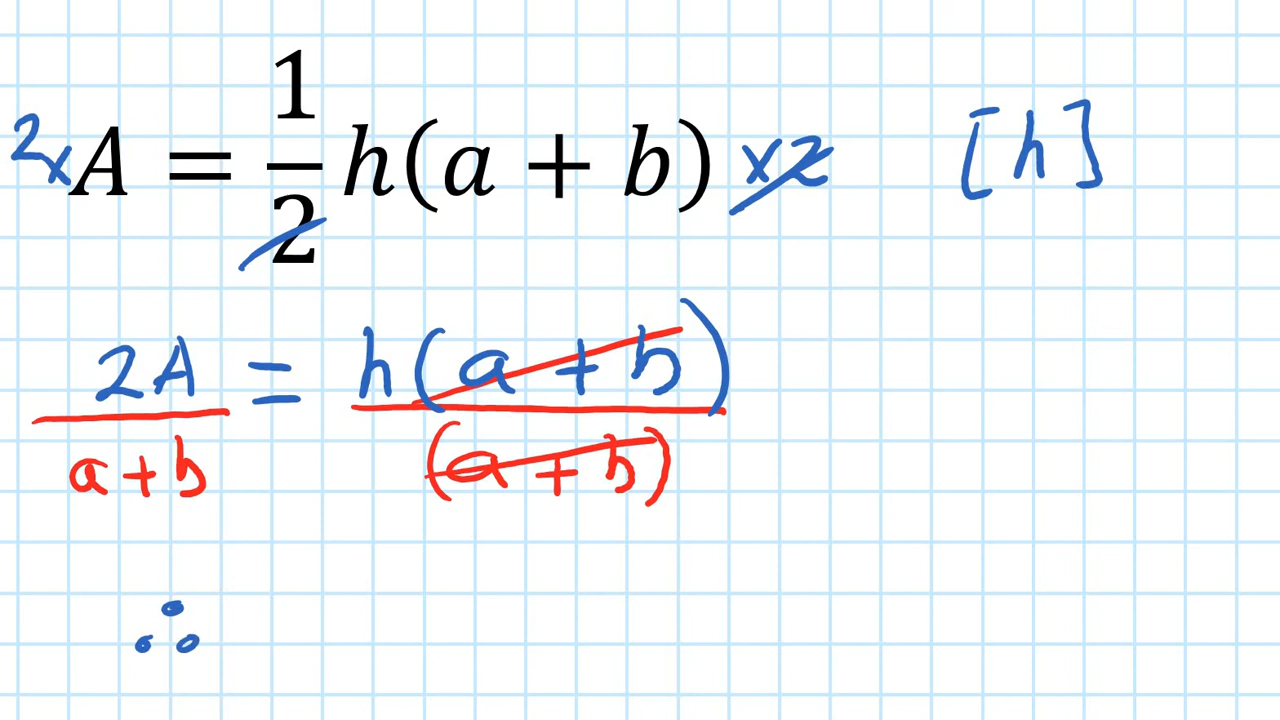 2× A = 1/2 h(a + b) ×2 [h]
2A = h(a + b)
a+b (a + b)
∴